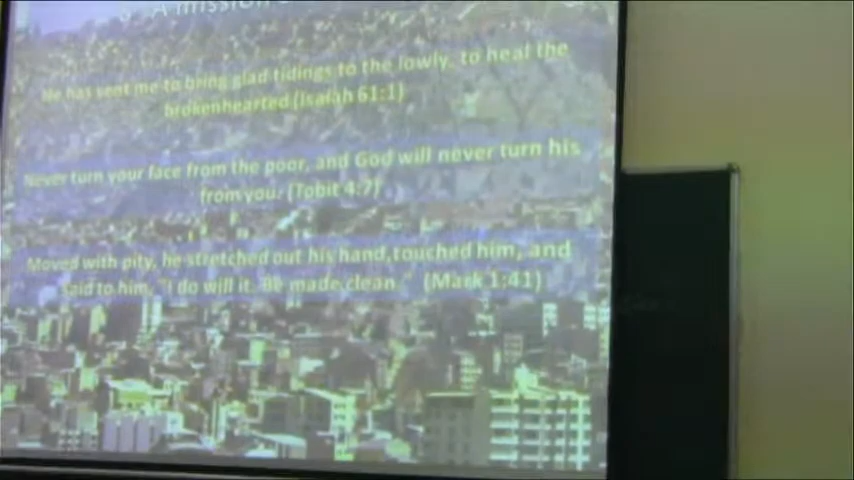 A mission
He has sent me to bring glad tidings to the lowly, to heal the
brokenhearted (Isaiah 61:1)
Never turn your face from the poor, and God will never turn his
from you. (Tobit 4:7)
Moved with pity, he stretched out his hand,touched him, and
said to him, "I do will it. Be made clean." (Mark 1:41)